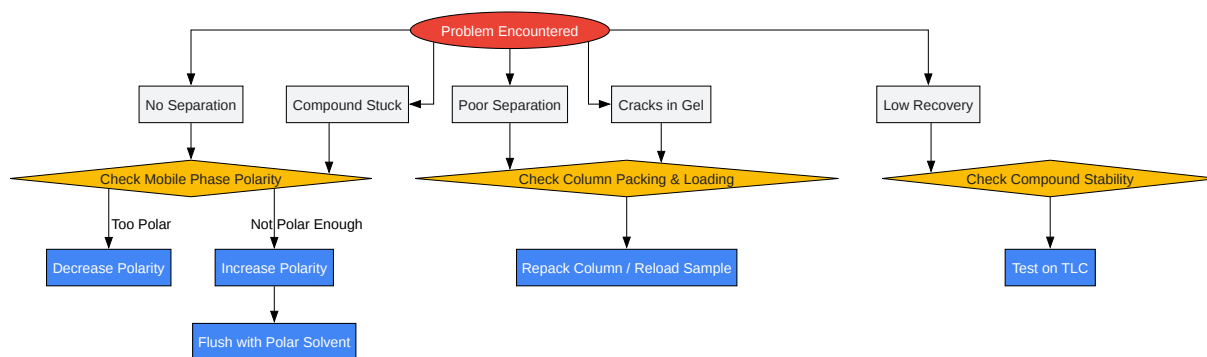 Problem Encountered
No Separation
Compound Stuck
Poor Separation
Cracks in Gel
Low Recovery
Check Mobile Phase Polarity
Check Column Packing & Loading
Check Compound Stability
Too Polar
Not Polar Enough
Decrease Polarity
Increase Polarity
Repack Column / Reload Sample
Test on TLC
Flush with Polar Solvent